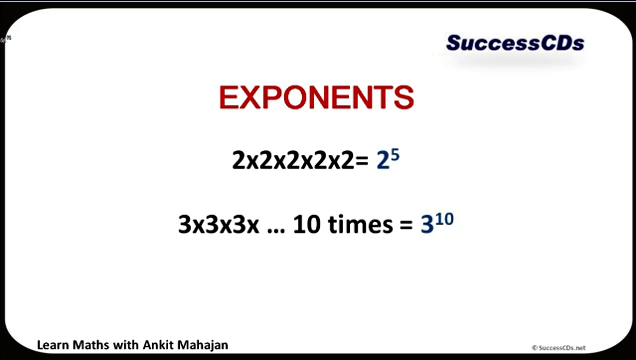 SuccessCDs
EXPONENTS
2x2x2x2x2= 2⁵
3x3x3x ... 10 times = 3¹⁰
Learn Maths with Ankit Mahajan
© SuccessCDs.net